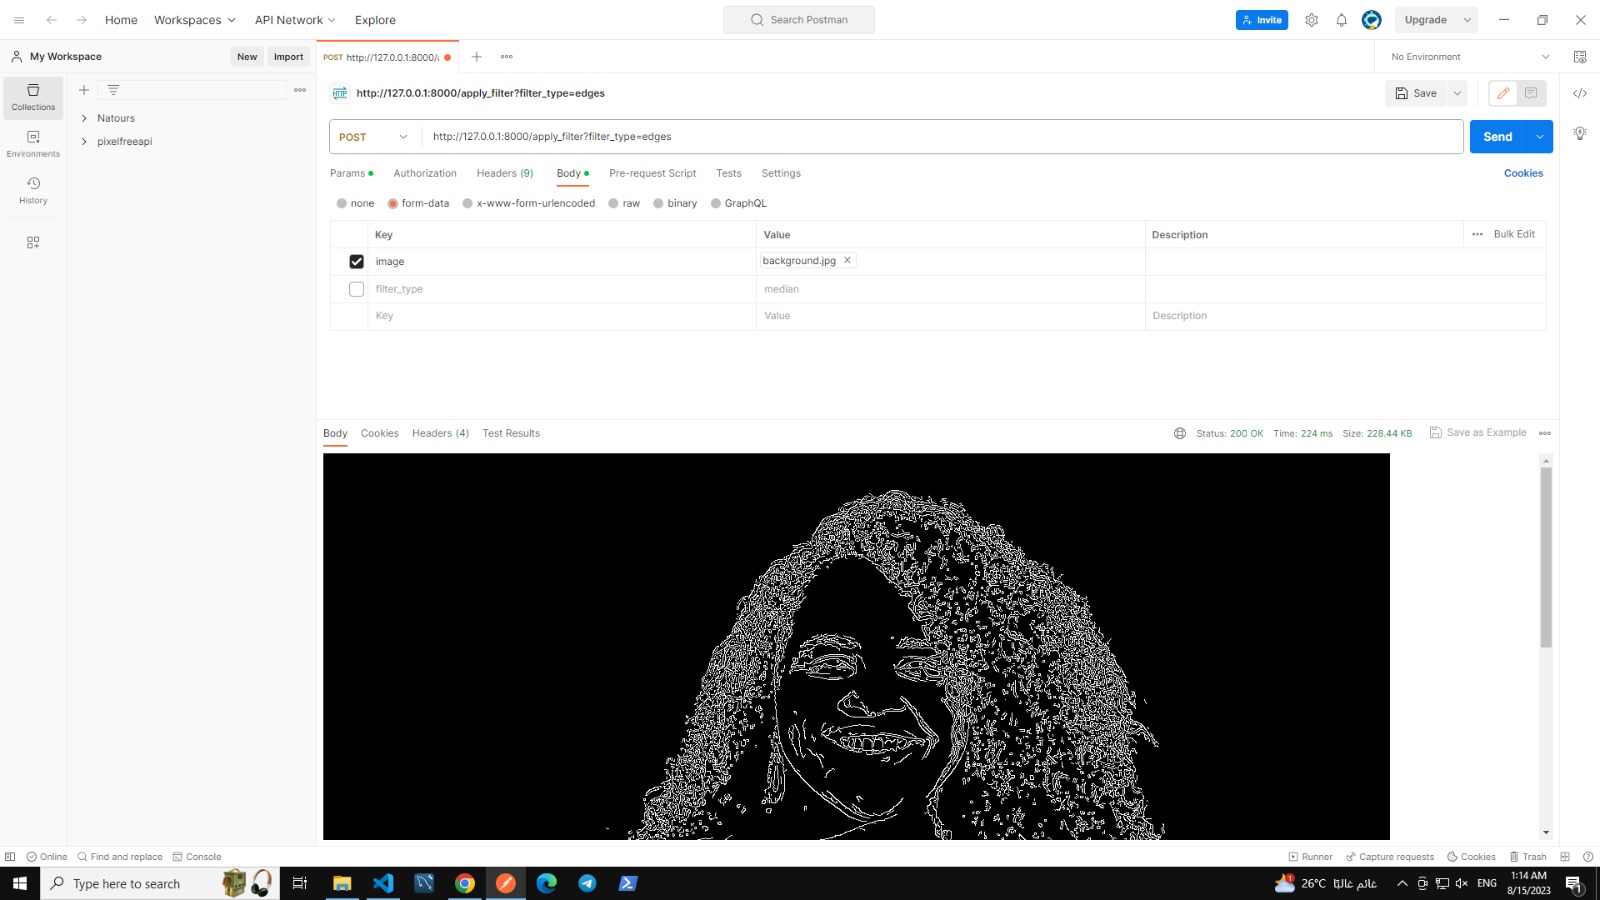 Home
Workspaces
API Network
Explore
Search Postman
Invite
Upgrade
My Workspace
New
Import
POST http://127.0.0.1:8000/a
No Environment
Collections
Environments
History
Natours
pixelfreeapi
HTTP
http://127.0.0.1:8000/apply_filter?filter_type=edges
Save
POST
http://127.0.0.1:8000/apply_filter?filter_type=edges
Send
Params
Authorization
Headers (9)
Body
Pre-request Script
Tests
Settings
Cookies
none
form-data
x-www-form-urlencoded
raw
binary
GraphQL
Key
Value
Description
Bulk Edit
image
background.jpg
filter_type
median
Key
Value
Description
Body
Cookies
Headers (4)
Test Results
Status: 200 OK
Time: 224 ms
Size: 228.44 KB
Save as Example
Online
Find and replace
Console
Runner
Capture requests
Cookies
Trash
Type here to search
1
26°C غائم غالبًا
ENG
1:14 AM
8/15/2023
1